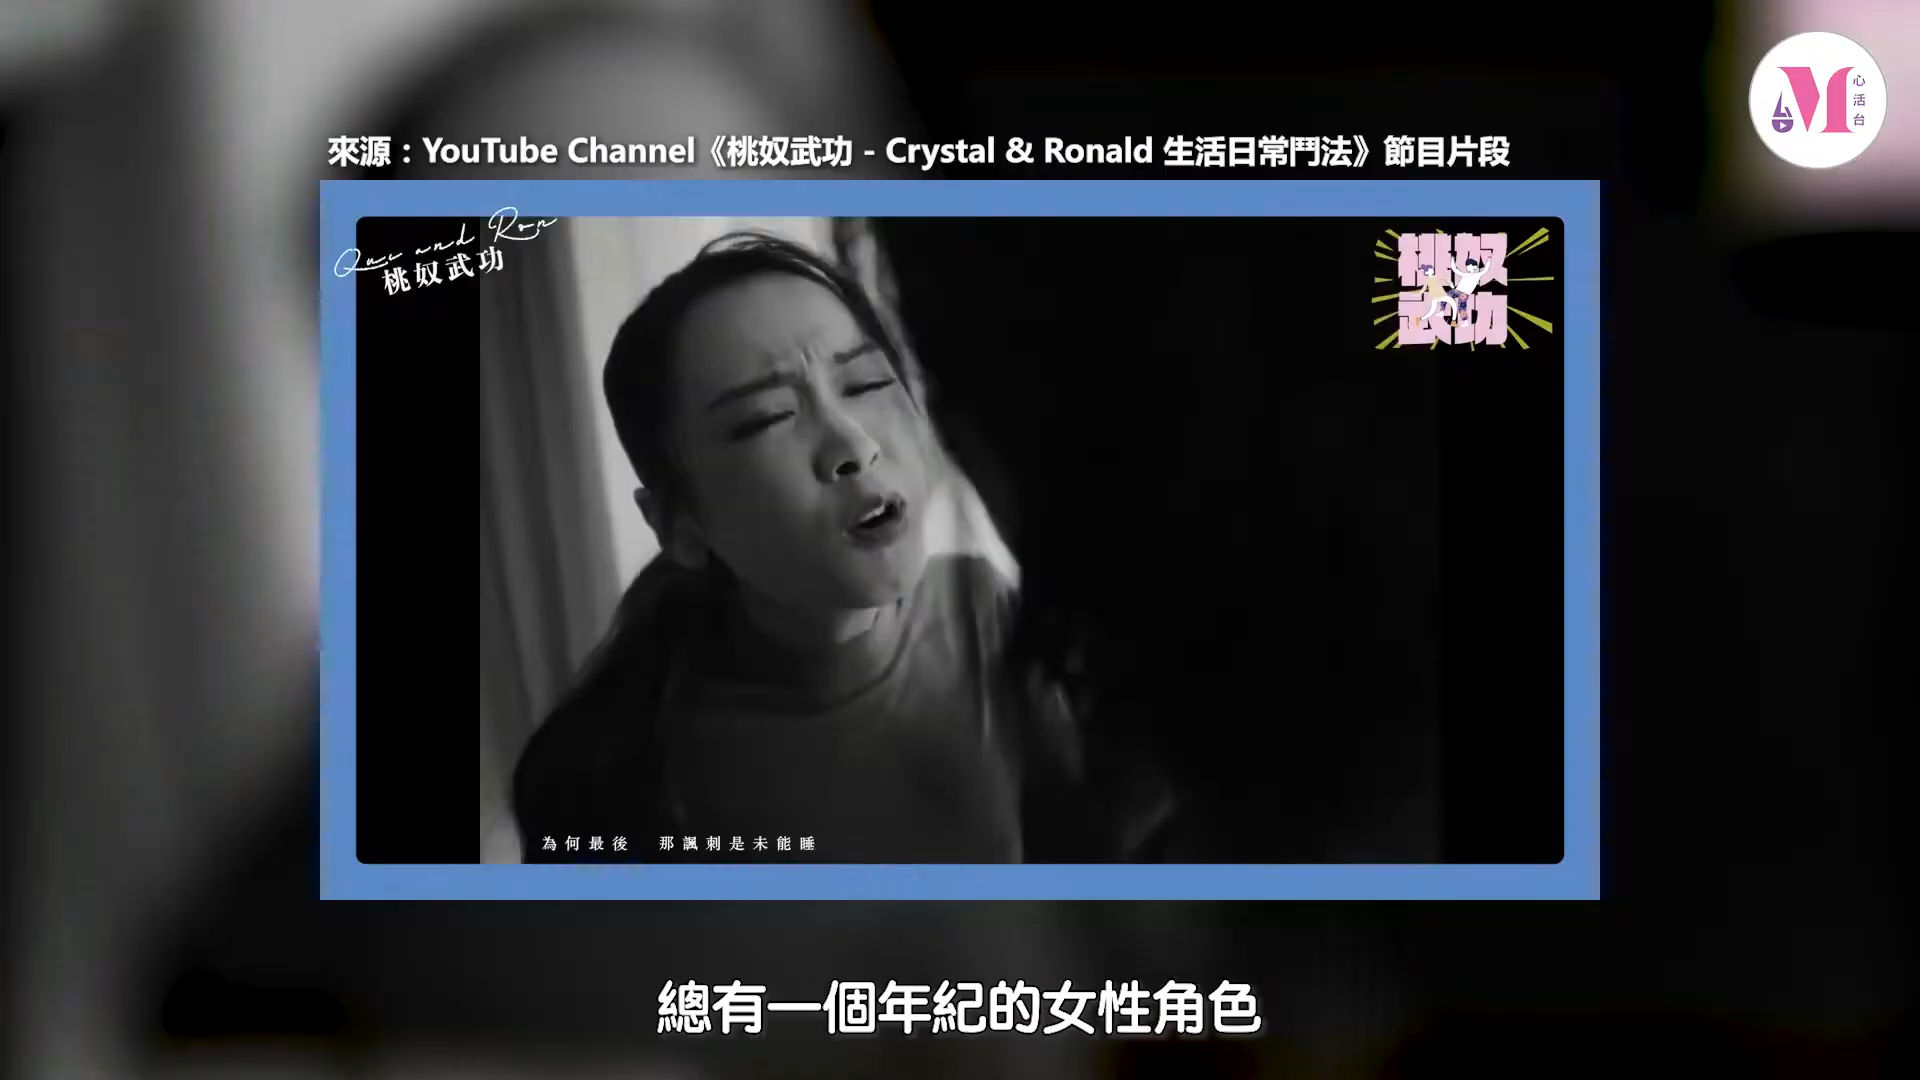 心活台
來源：YouTube Channel《桃奴武功 - Crystal & Ronald 生活日常鬥法》節目片段
桃奴武功
桃奴
武功
為何最後 那諷刺是未能睡
總有一個年紀的女性角色